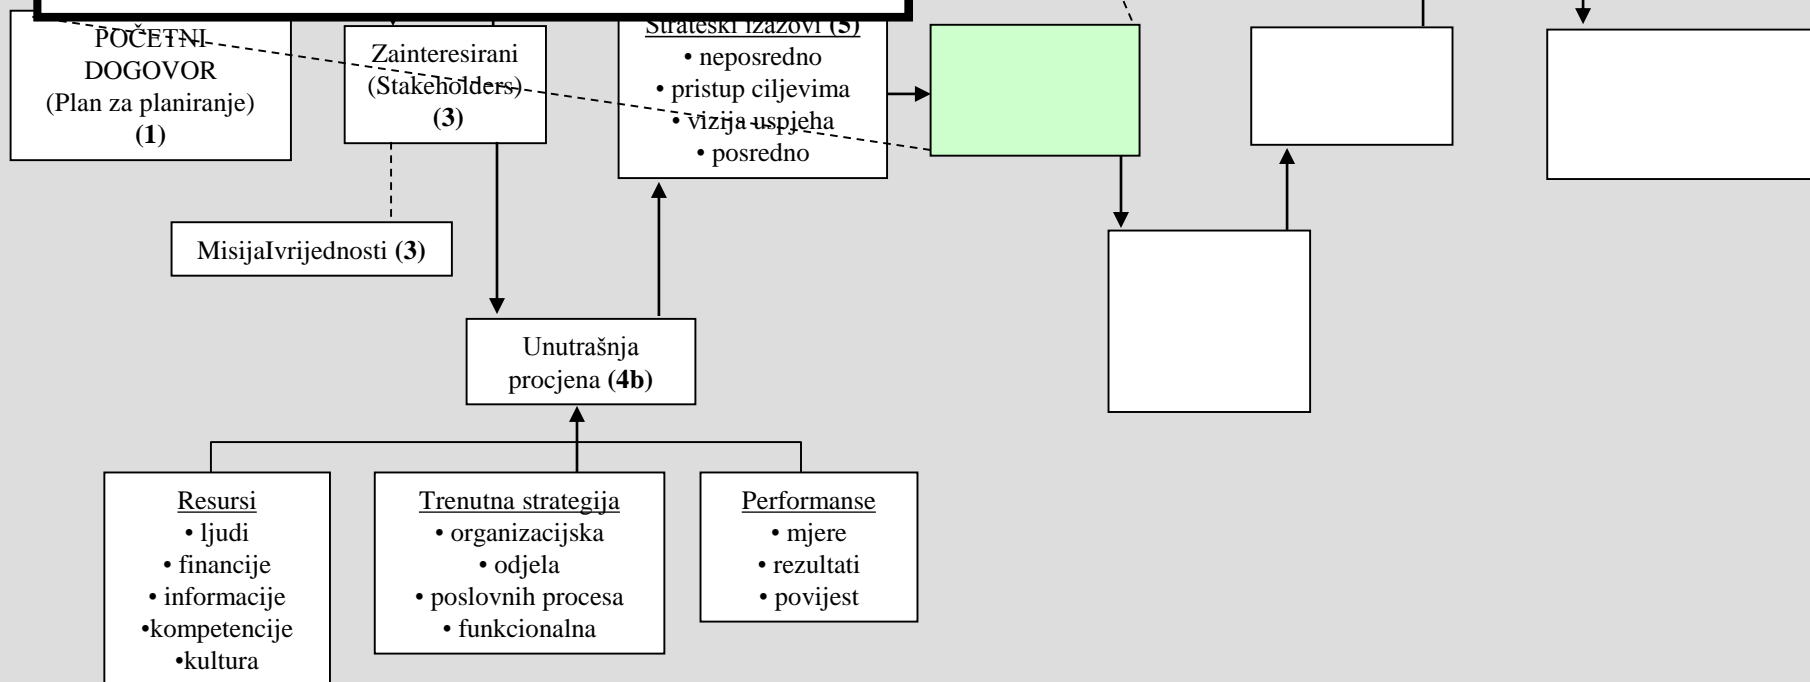 POČETNI
DOGOVOR
(Plan za planiranje)
(1)
Zainteresirani
(Stakeholders)
(3)
Strateški izazovi (5)
• neposredno
• pristup ciljevima
• vizija uspjeha
• posredno
MisijaIvrijednosti (3)
Unutrašnja
procjena (4b)
Resursi
• ljudi
• financije
• informacije
•kompetencije
•kultura
Trenutna strategija
• organizacijska
• odjela
• poslovnih procesa
• funkcionalna
Performanse
• mjere
• rezultati
• povijest